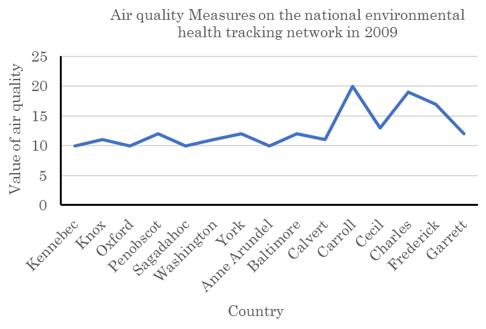 Air quality Measures on the national environmental
health tracking network in 2009
Value of air quality
25
20
15
10
5
0
Kennebec
Knox
Oxford
Penobscot
Sagadahoc
Washington
York
Anne Arundel
Baltimore
Calvert
Carroll
Cecil
Charles
Frederick
Garrett
Country